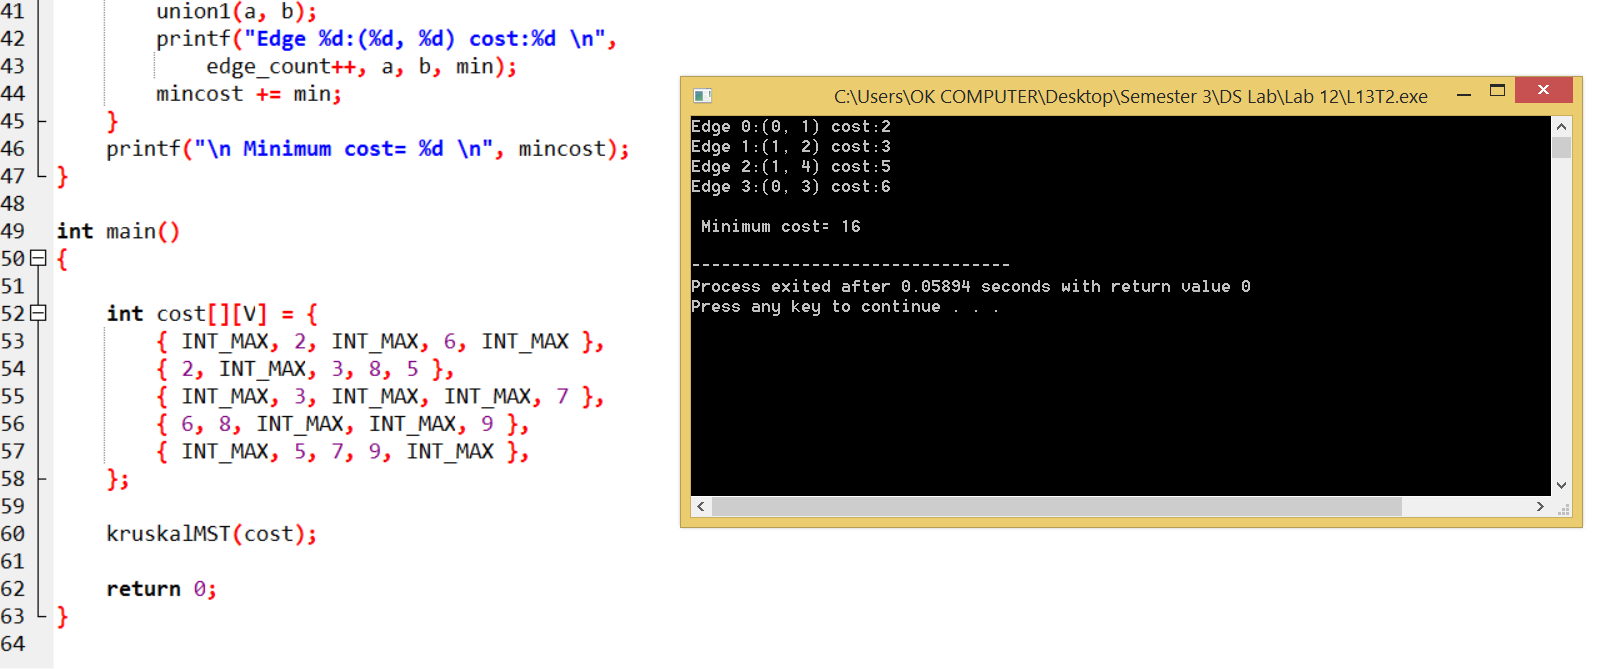 41 union1(a, b);
42 printf("Edge %d:(%d, %d) cost:%d \n",
43 edge_count++, a, b, min);
44 mincost += min;
45 }
46 printf("\n Minimum cost= %d \n", mincost);
47 }
48
49 int main()
50 {
51
52 int cost[][V] = {
53 { INT_MAX, 2, INT_MAX, 6, INT_MAX },
54 { 2, INT_MAX, 3, 8, 5 },
55 { INT_MAX, 3, INT_MAX, INT_MAX, 7 },
56 { 6, 8, INT_MAX, INT_MAX, 9 },
57 { INT_MAX, 5, 7, 9, INT_MAX },
58 };
59
60 kruskalMST(cost);
61
62 return 0;
63 }
64
C:\Users\OK COMPUTER\Desktop\Semester 3\DS Lab\Lab 12\L13T2.exe
Edge 0:(0, 1) cost:2
Edge 1:(1, 2) cost:3
Edge 2:(1, 4) cost:5
Edge 3:(0, 3) cost:6
Minimum cost= 16
--------------------------------
Process exited after 0.05894 seconds with return value 0
Press any key to continue . . .